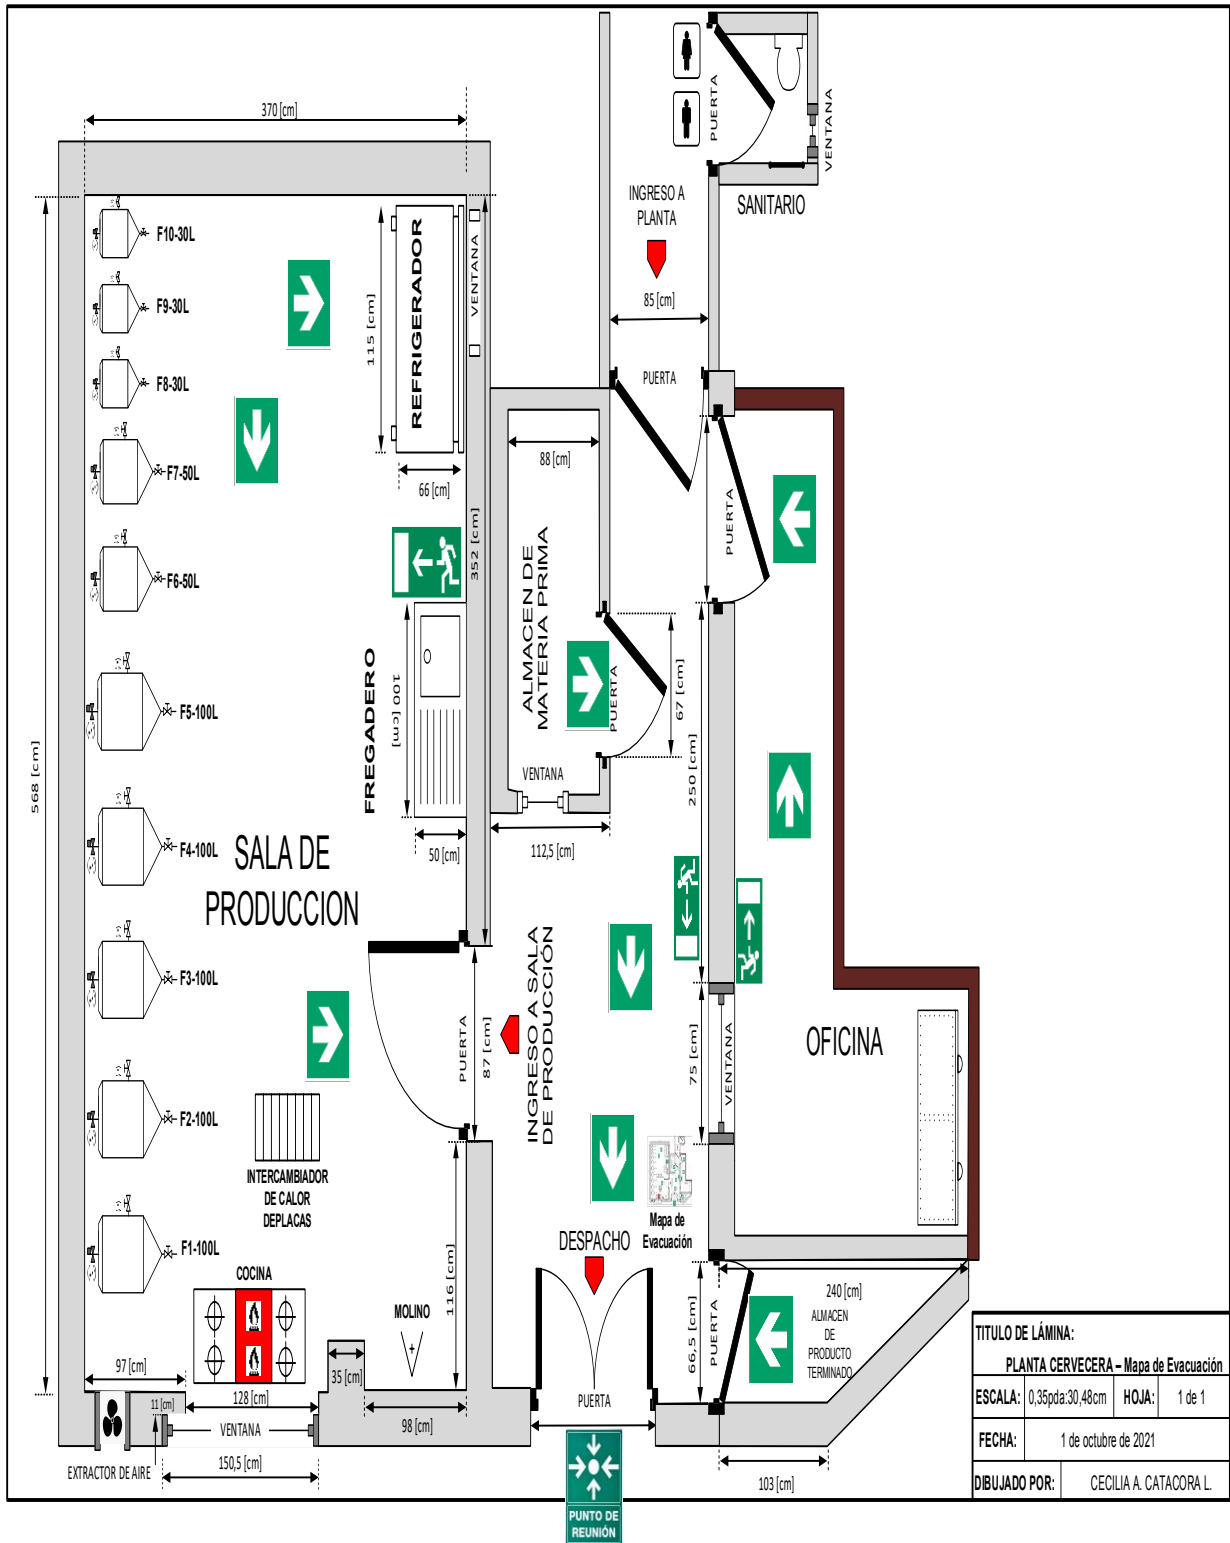 370 [cm]
PUERTA
VENTANA
INGRESO A
PLANTA
SANITARIO
85 [cm]
PUERTA
F10-30L
F9-30L
F8-30L
F7-50L
F6-50L
F5-100L
F4-100L
F3-100L
F2-100L
F1-100L
568 [cm]
115 [cm]
REFRIGERADOR
VENTANA
66 [cm]
352 [cm]
88 [cm]
ALMACEN DE
MATERIA PRIMA
PUERTA
PUERTA
67 [cm]
250 [cm]
FREGADERO
100 [cm]
50 [cm]
VENTANA
112,5 [cm]
SALA DE
PRODUCCION
PUERTA
87 [cm]
INGRESO A SALA
DE PRODUCCIÓN
75 [cm]
VENTANA
OFICINA
INTERCAMBIADOR
DE CALOR
DEPLACAS
Mapa de
Evacuación
DESPACHO
COCINA
MOLINO
116 [cm]
66,5 [cm]
PUERTA
240 [cm]
ALMACEN
DE
PRODUCTO
TERMINADO
97 [cm]
35 [cm]
11 [cm]
128 [cm]
98 [cm]
PUERTA
VENTANA
EXTRACTOR DE AIRE
150,5 [cm]
103 [cm]
PUNTO DE
REUNIÓN
TITULO DE LÁMINA:
PLANTA CERVECERA – Mapa de Evacuación
ESCALA: 0,35pda:30,48cm HOJA: 1 de 1
FECHA: 1 de octubre de 2021
DIBUJADO POR: CECILIA A. CATACORA L.